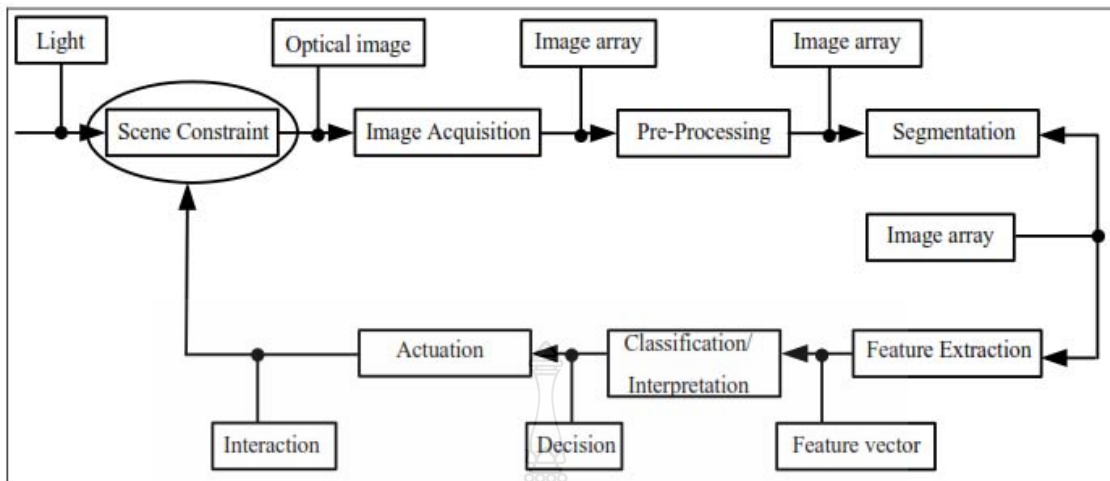 Light
Optical image
Image array
Image array
Scene Constraint
Image Acquisition
Pre-Processing
Segmentation
Image array
Actuation
Classification/
Interpretation
Feature Extraction
Interaction
Decision
Feature vector